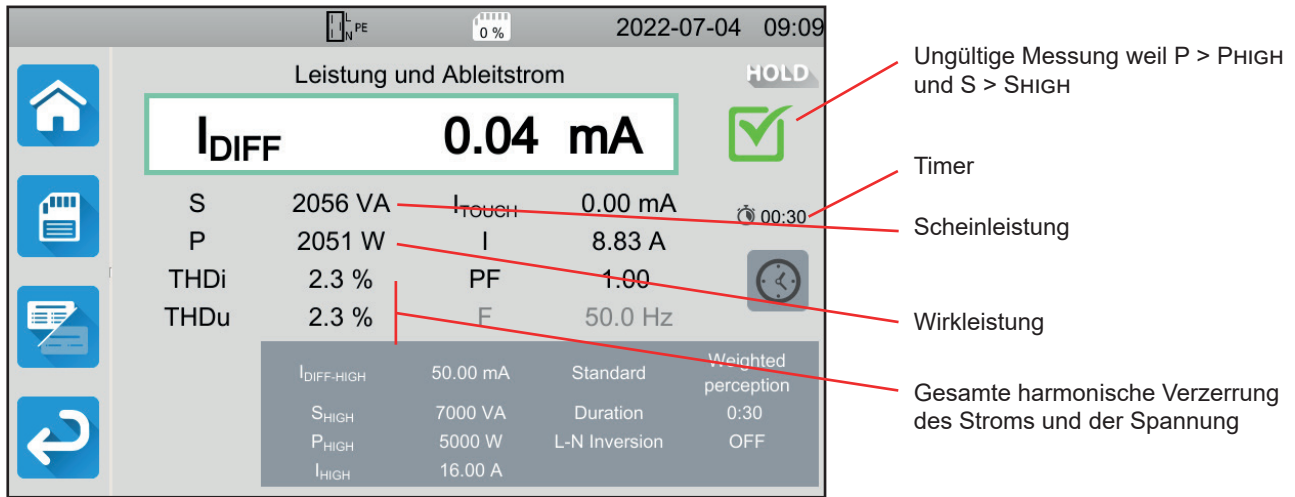 L N PE 0 % 2022-07-04 09:09
Leistung und Ableitstrom HOLD
IDIFF 0.04 mA
S 2056 VA ITOUCH 0.00 mA 00:30
P 2051 W I 8.83 A
THDi 2.3 % PF 1.00
THDu 2.3 % F 50.0 Hz
IDIFF-HIGH 50.00 mA Standard Weighted
perception
SHIGH 7000 VA Duration 0:30
PHIGH 5000 W L-N Inversion OFF
IHIGH 16.00 A
Ungültige Messung weil P > PHIGH
und S > SHIGH
Timer
Scheinleistung
Wirkleistung
Gesamte harmonische Verzerrung
des Stroms und der Spannung